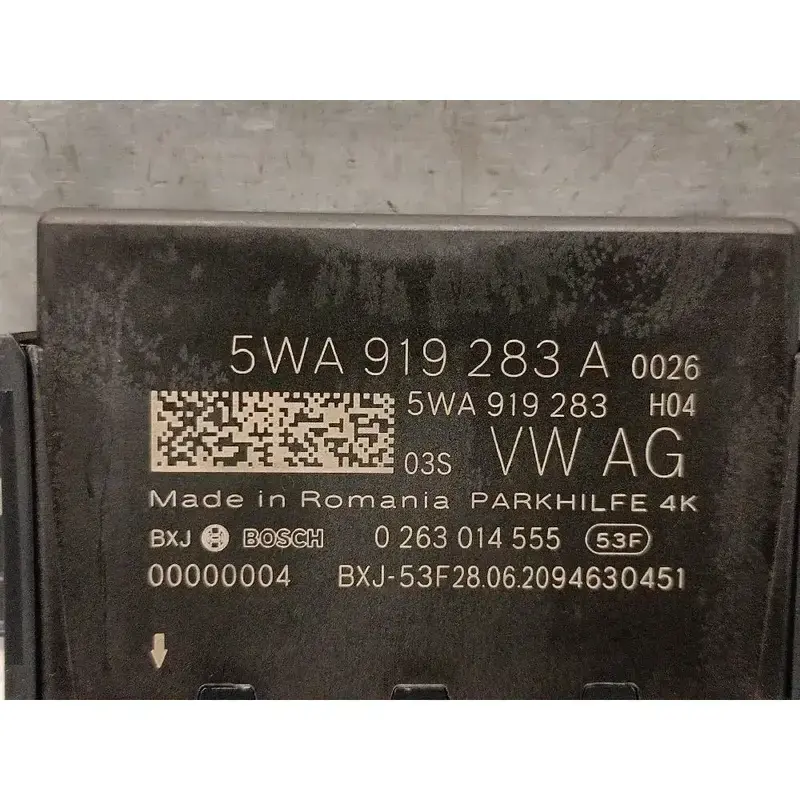 5WA 919 283 A 0026
5WA 919 283 H04
03S VW AG
Made in Romania PARKHILFE 4K
BXJ BOSCH 0 263 014 555 53F
00000004 BXJ-53F28.06.2094630451